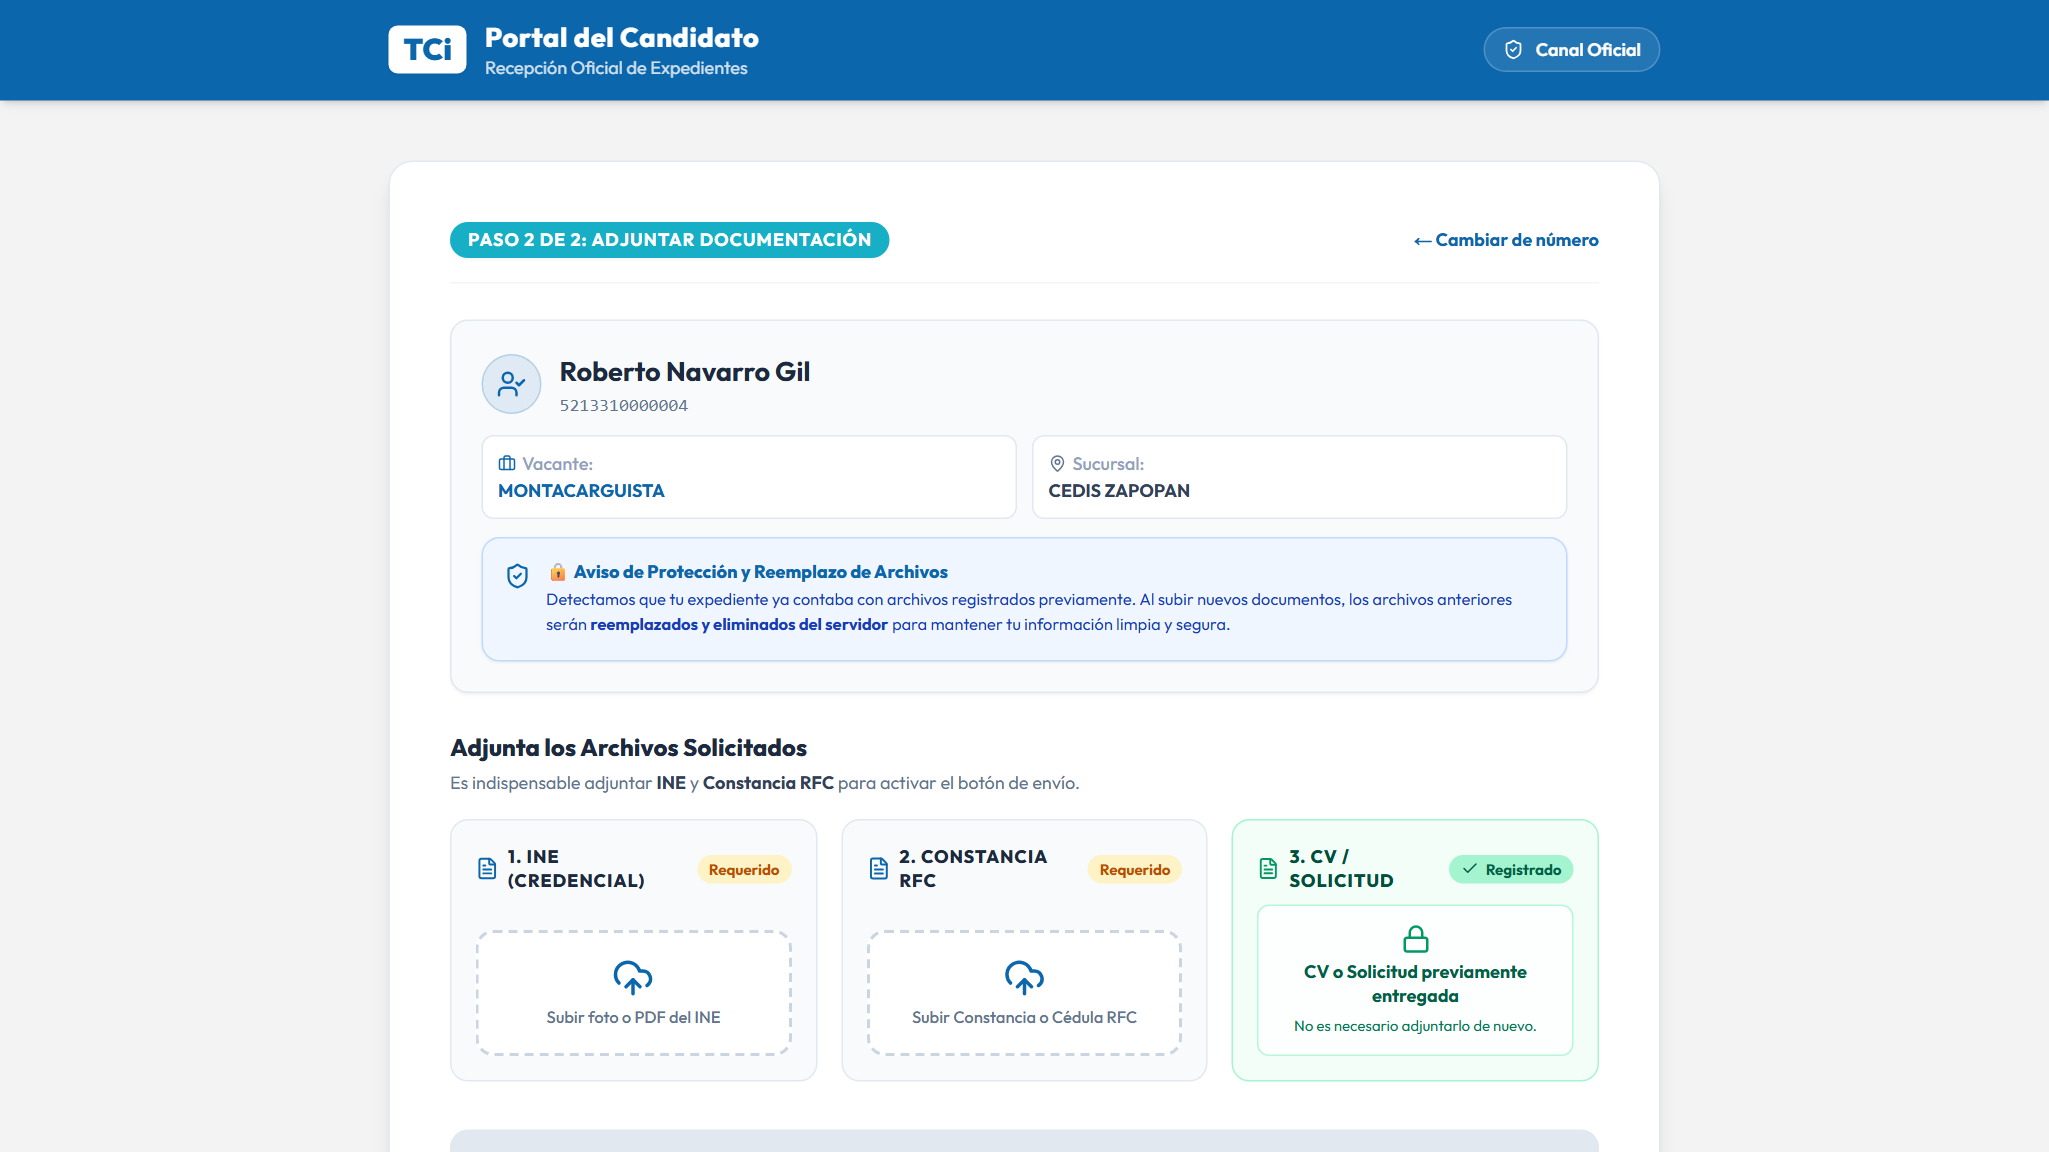 TCi
Portal del Candidato
Recepción Oficial de Expedientes
Canal Oficial
PASO 2 DE 2: ADJUNTAR DOCUMENTACIÓN
← Cambiar de número
Roberto Navarro Gil
5213310000004
Vacante:
MONTACARGUISTA
Sucursal:
CEDIS ZAPOPAN
🔒 Aviso de Protección y Reemplazo de Archivos
Detectamos que tu expediente ya contaba con archivos registrados previamente. Al subir nuevos documentos, los archivos anteriores
serán reemplazados y eliminados del servidor para mantener tu información limpia y segura.
Adjunta los Archivos Solicitados
Es indispensable adjuntar INE y Constancia RFC para activar el botón de envío.
1. INE
(CREDENCIAL)
Requerido
Subir foto o PDF del INE
2. CONSTANCIA
RFC
Requerido
Subir Constancia o Cédula RFC
3. CV /
SOLICITUD
Registrado
CV o Solicitud previamente
entregada
No es necesario adjuntarlo de nuevo.